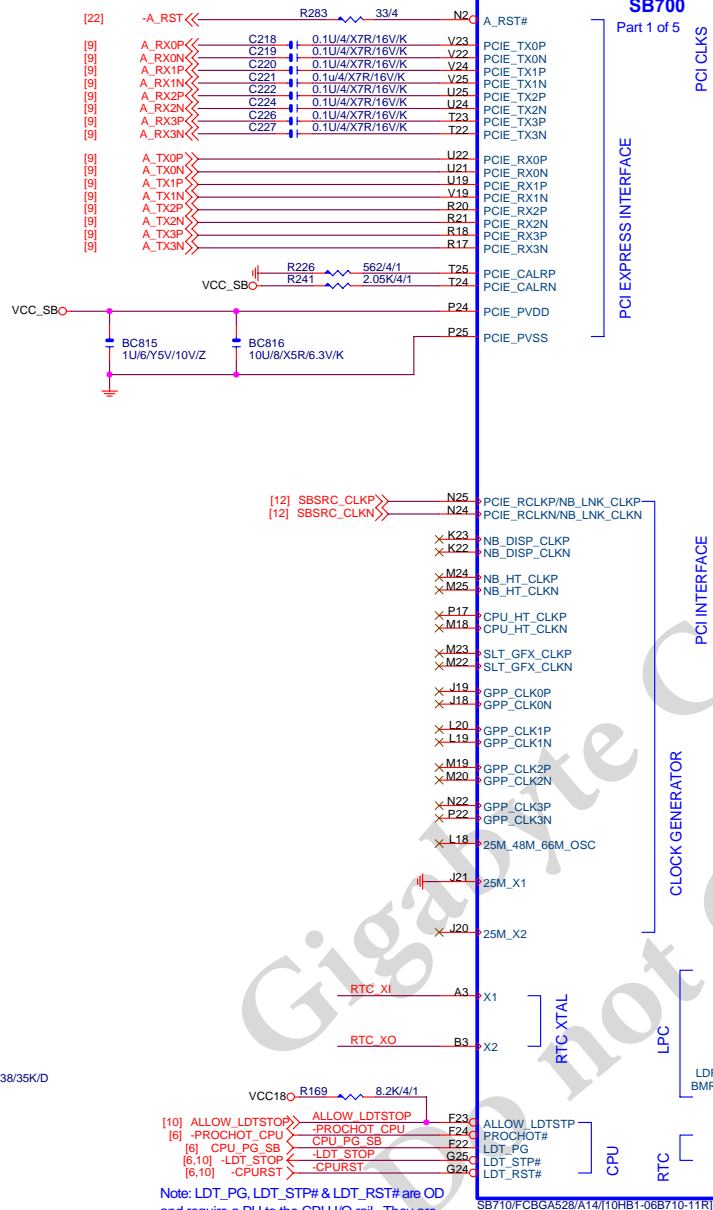 SB700
Part 1 of 5
[22] -A_RST R283 33/4 N2 A_RST#
[9] A_RX0P C218 0.1U/4/X7R/16V/K V23 PCIE_TX0P
[9] A_RX0N C219 0.1U/4/X7R/16V/K V22 PCIE_TX0N
[9] A_RX1P C220 0.1U/4/X7R/16V/K V24 PCIE_TX1P
[9] A_RX1N C221 0.1u/4/X7R/16V/K V25 PCIE_TX1N
[9] A_RX2P C222 0.1U/4/X7R/16V/K U25 PCIE_TX2P
[9] A_RX2N C224 0.1U/4/X7R/16V/K U24 PCIE_TX2N
[9] A_RX3P C226 0.1U/4/X7R/16V/K T23 PCIE_TX3P
[9] A_RX3N C227 0.1U/4/X7R/16V/K T22 PCIE_TX3N
[9] A_TX0P U22 PCIE_RX0P
[9] A_TX0N U21 PCIE_RX0N
[9] A_TX1P U19 PCIE_RX1P
[9] A_TX1N V19 PCIE_RX1N
[9] A_TX2P R20 PCIE_RX2P
[9] A_TX2N R21 PCIE_RX2N
[9] A_TX3P R18 PCIE_RX3P
[9] A_TX3N R17 PCIE_RX3N
R226 562/4/1 T25 PCIE_CALRP
VCC_SB R241 2.05K/4/1 T24 PCIE_CALRN
VCC_SB P24 PCIE_PVDD
P25 PCIE_PVSS
BC815
1U/6/Y5V/10V/Z
BC816
10U/8/X5R/6.3V/K
PCI EXPRESS INTERFACE
PCI CLKS
[12] SBSRC_CLKP N25 PCIE_RCLKP/NB_LNK_CLKP
[12] SBSRC_CLKN N24 PCIE_RCLKN/NB_LNK_CLKN
K23 NB_DISP_CLKP
K22 NB_DISP_CLKN
M24 NB_HT_CLKP
M25 NB_HT_CLKN
P17 CPU_HT_CLKP
M18 CPU_HT_CLKN
M23 SLT_GFX_CLKP
M22 SLT_GFX_CLKN
J19 GPP_CLK0P
J18 GPP_CLK0N
L20 GPP_CLK1P
L19 GPP_CLK1N
M19 GPP_CLK2P
M20 GPP_CLK2N
N22 GPP_CLK3P
P22 GPP_CLK3N
L18 25M_48M_66M_OSC
J21 25M_X1
J20 25M_X2
CLOCK GENERATOR
PCI INTERFACE
RTC_XI A3 X1
RTC_XO B3 X2
RTC XTAL
LPC
38/35K/D
VCC18 R169 8.2K/4/1
[10] ALLOW_LDTSTOP ALLOW_LDTSTOP F23 ALLOW_LDTSTP
[6] -PROCHOT_CPU -PROCHOT_CPU F24 PROCHOT#
[6] CPU_PG_SB CPU_PG_SB F22 LDT_PG
[6,10] -LDT_STOP -LDT_STOP G25 LDT_STP#
[6,10] -CPURST -CPURST G24 LDT_RST#
CPU
RTC
Note: LDT_PG, LDT_STP# & LDT_RST# are OD
and require a PU to the CPU I/O rail. They are
SB710/FCBGA528/A14/[10HB1-06B710-11R]
Gigabyte C
Do not